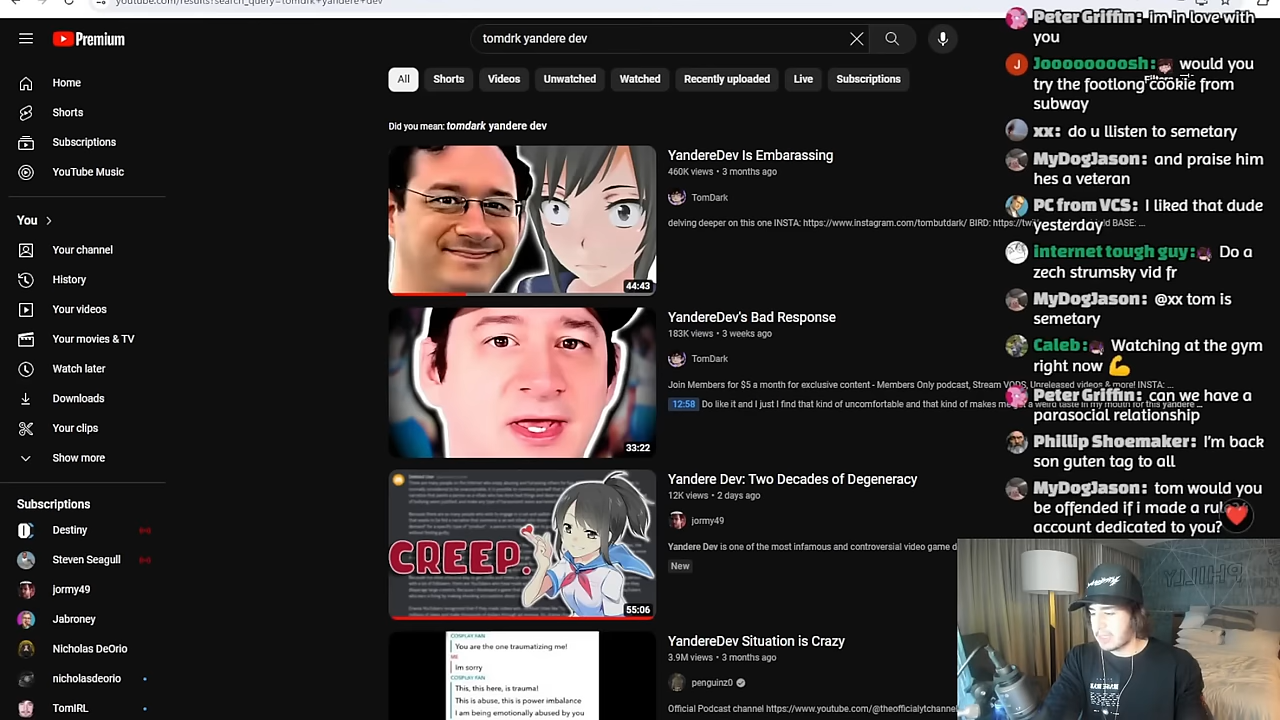 youtube.com/results?search_query=tomdrk+yandere+dev
Premium
tomdrk yandere dev
All
Shorts
Videos
Unwatched
Watched
Recently uploaded
Live
Subscriptions
Home
Shorts
Subscriptions
YouTube Music
You
Your channel
History
Your videos
Your movies & TV
Watch later
Downloads
Your clips
Show more
Subscriptions
Destiny
Steven Seagull
jormy49
Jabroney
Nicholas DeOrio
nicholasdeorio
TomIRL
Did you mean: tomdark yandere dev
44:43
YandereDev Is Embarassing
460K views • 3 months ago
TomDark
delving deeper on this one INSTA: https://www.instagram.com/tombutdark/ BIRD:
33:22
YandereDev's Bad Response
183K views • 3 weeks ago
TomDark
Join Members for $5 a month for exclusive content - Members Only podcast, Stream VODS, Unreleased videos & more! INSTA: ...
12:58 Do like it and I just I find that kind of uncomfortable and that kind of makes
CREEP.
55:06
Yandere Dev: Two Decades of Degeneracy
12K views • 2 days ago
jormy49
Yandere Dev is one of the most infamous and controversial video game d
New
COSPLAY FAN
You are the one traumatizing me!
ME
Im sorry
COSPLAY FAN
This, this here, is trauma!
This is abuse, this is power imbalance
I am being emotionally abused by you
YandereDev Situation is Crazy
3.9M views • 3 months ago
penguinz0
Official Podcast channel https://www.youtube.com/@theofficialytchannel
Peter Griffin: im in love with
you
Joooooooosh: would you
try the footlong cookie from
subway
xx: do u llisten to semetary
MyDogJason: and praise him
hes a veteran
PC from VCS: I liked that dude
yesterday
internet tough guy: Do a
zech strumsky vid fr
MyDogJason: @xx tom is
semetary
Caleb: Watching at the gym
right now 💪
Peter Griffin: can we have a
parasocial relationship
Phillip Shoemaker: I'm back
son guten tag to all
MyDogJason: tom would you
be offended if i made a
account dedicated to you?